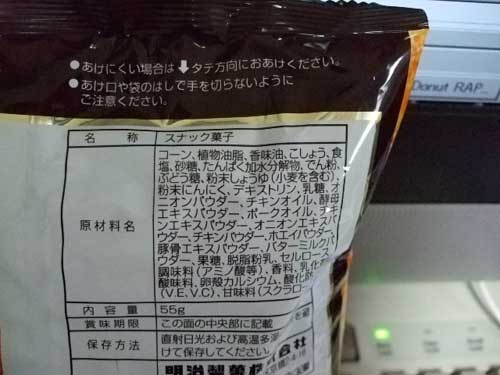 ●あけにくい場合は⬇タテ方向におあけください。
●あけ口や袋のはしで手を切らないように
ご注意ください。
Donut RAP
名 称 スナック菓子
原材料名
コーン、植物油脂、香味油、こしょう、食
塩、砂糖、たんぱく加水分解物、でん粉、
ぶどう糖、粉末しょうゆ(小麦を含む)、
粉末にんにく、デキストリン、乳糖、オ
ニオンパウダー、チキンオイル、酵母
エキスパウダー、ポークオイル、チキ
ンエキスパウダー、オニオンエキスパ
ウダー、チキンパウダー、ホエイパウダー、
豚骨エキスパウダー、バターミルクパ
ウダー、果糖、脱脂粉乳、セルロース、
調味料(アミノ酸等)、香料、乳化
酸味料、卵殻カルシウム、酸化防
(V.E,V.C)、甘味料(スクラロー
内 容 量 55g
賞味期限 この面の中央部に記載
保存方法 直射日光および高温多湿
けて保存してください。
明治製菓株式会社